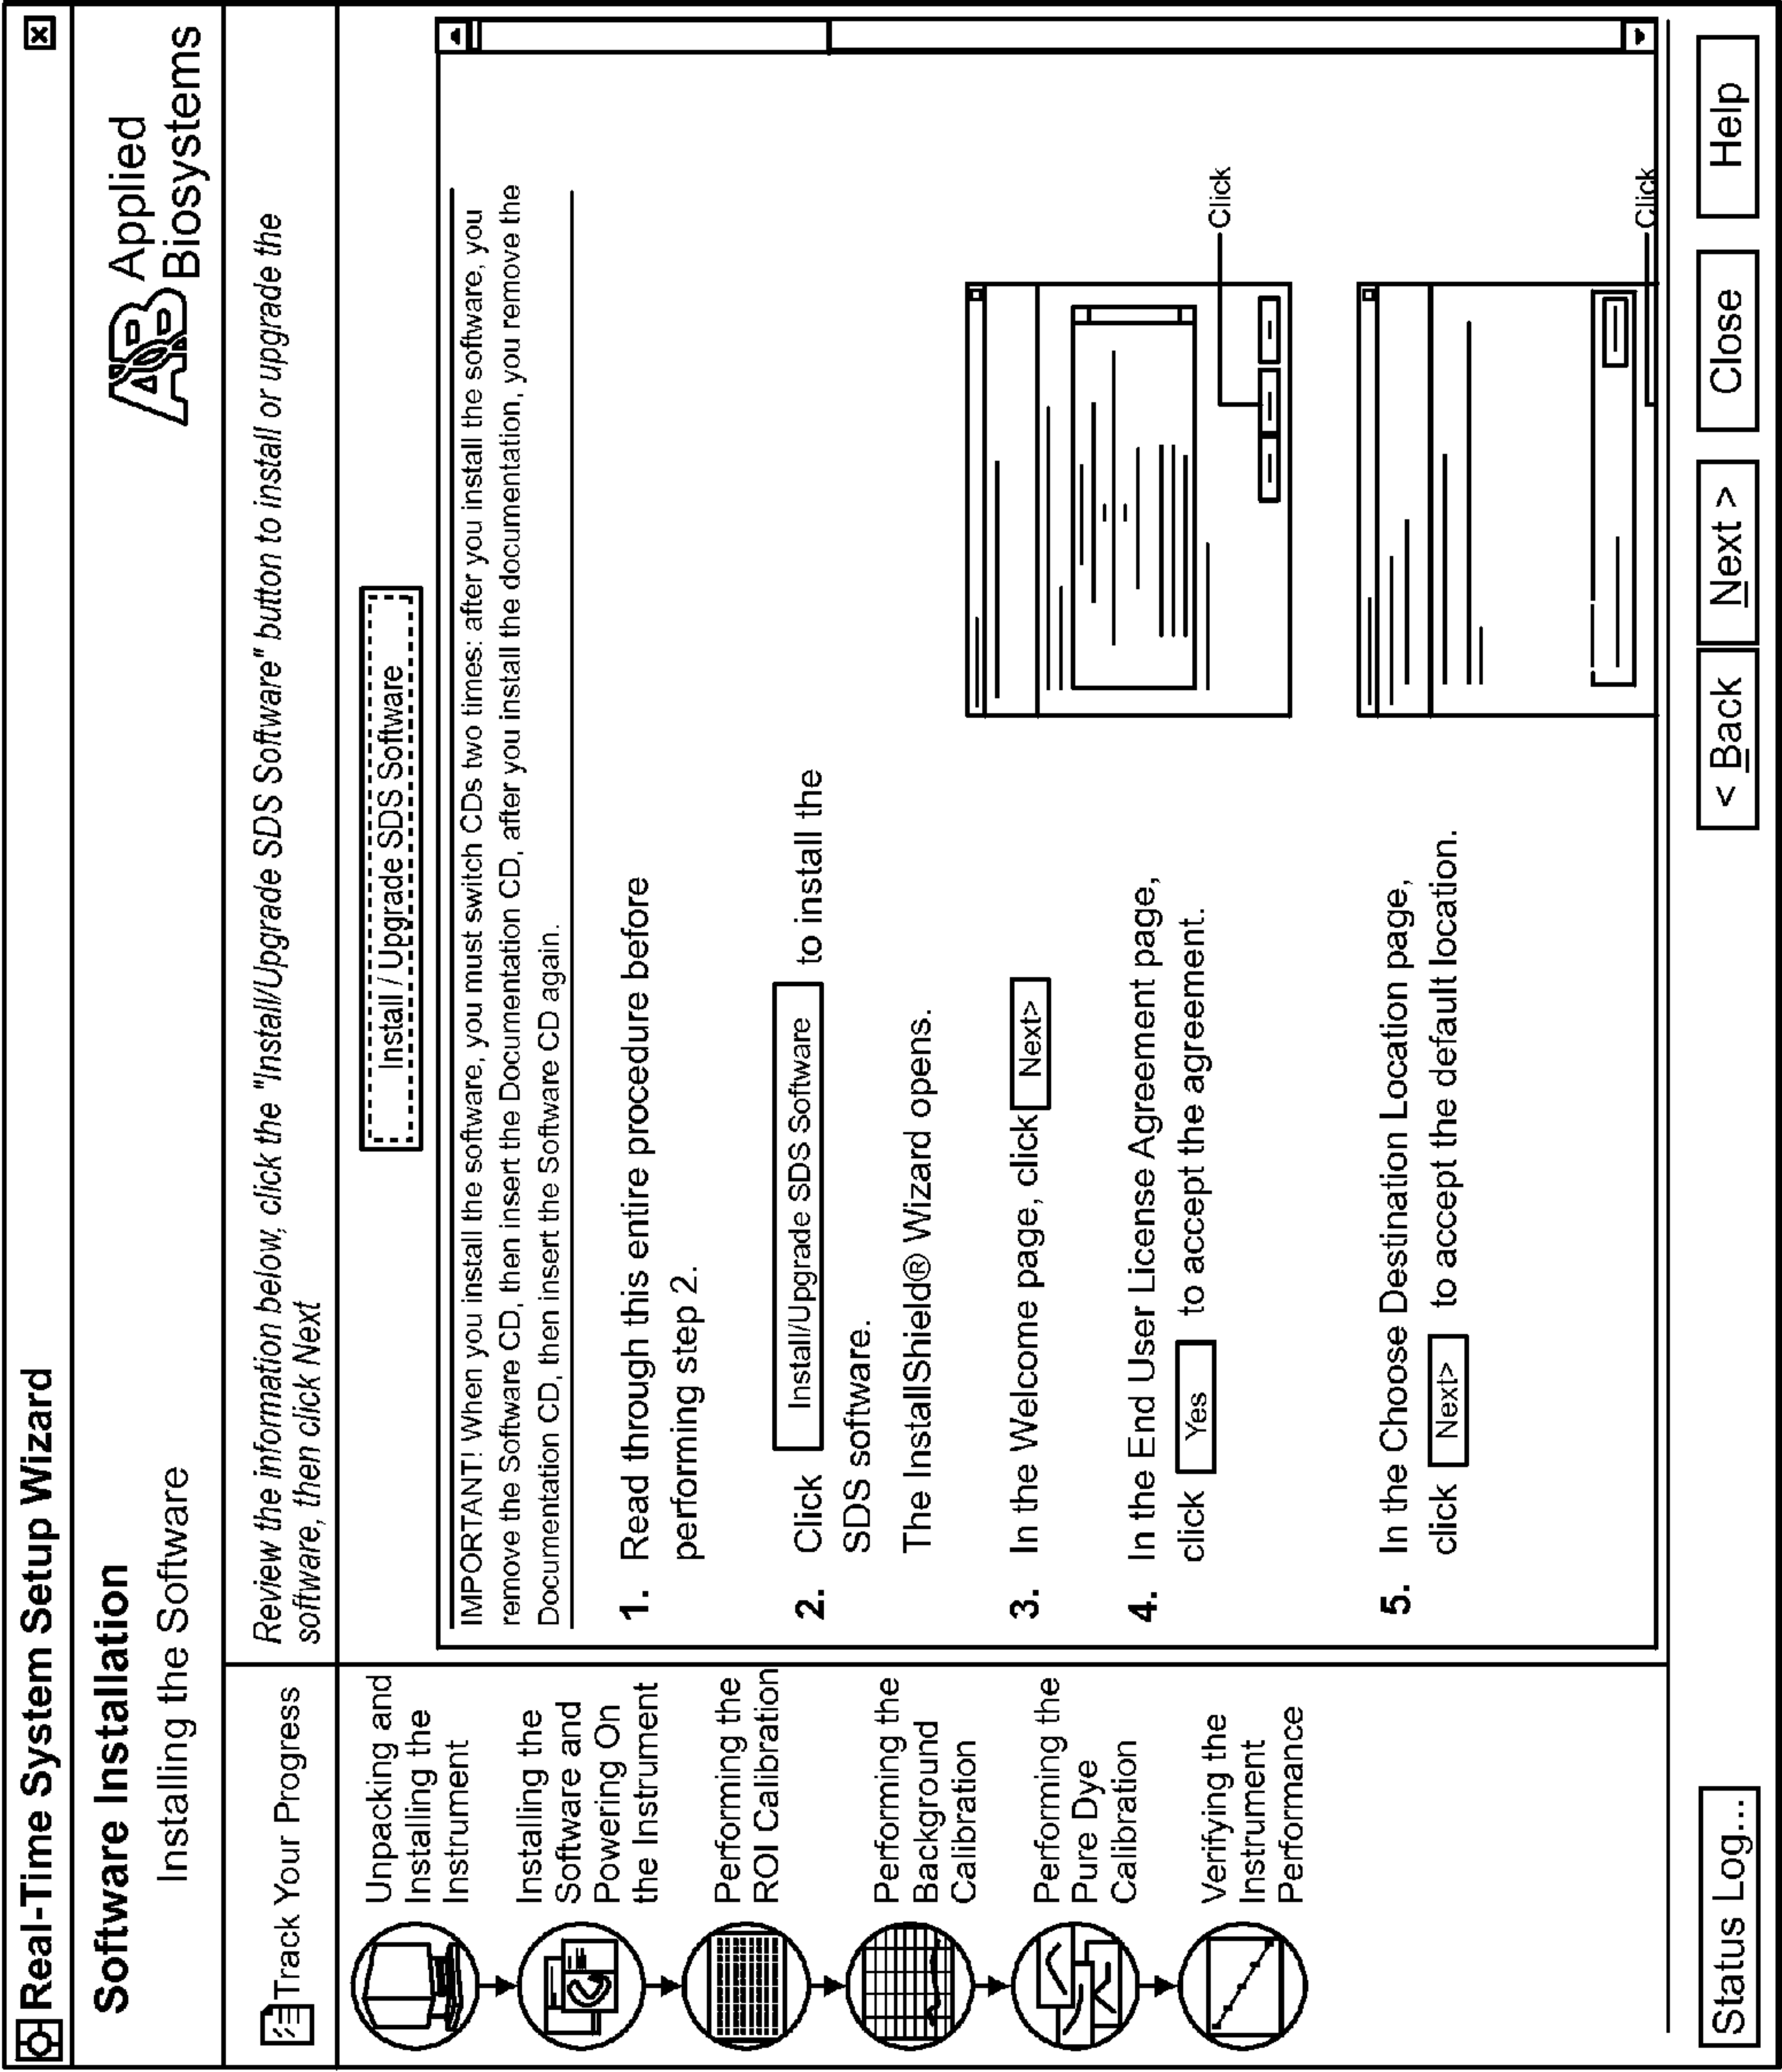 Real-Time System Setup Wizard
Software Installation
Installing the Software
AB Applied
Biosystems
Track Your Progress
Review the information below, click the "Install/Upgrade SDS Software" button to install or upgrade the
software, then click Next
Unpacking and
Installing the
Instrument
Installing the
Software and
Powering On
the Instrument
Performing the
ROI Calibration
Performing the
Background
Calibration
Performing the
Pure Dye
Calibration
Verifying the
Instrument
Performance
Install / Upgrade SDS Software
IMPORTANT! When you install the software, you must switch CDs two times: after you install the software, you
remove the Software CD, then insert the Documentation CD, after you install the documentation, you remove the
Documentation CD, then insert the Software CD again.
1. Read through this entire procedure before
performing step 2.
2. Click Install/Upgrade SDS Software to install the
SDS software.
The InstallShield® Wizard opens.
3. In the Welcome page, click Next>
4. In the End User License Agreement page,
click Yes to accept the agreement.
Click
5. In the Choose Destination Location page,
click Next> to accept the default location.
Click
Status Log... < Back Next > Close Help